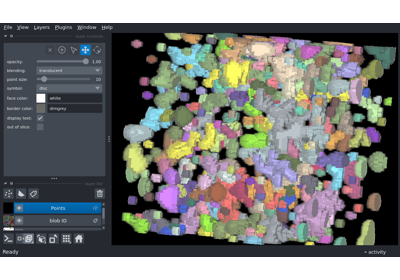 File View Layers Plugins Window Help
opacity: 1.00
blending: translucent
point size: 10
symbol: disc
face color: white
border color: dimgrey
display text:
out of slice:
Points
blob ID
Ready
activity